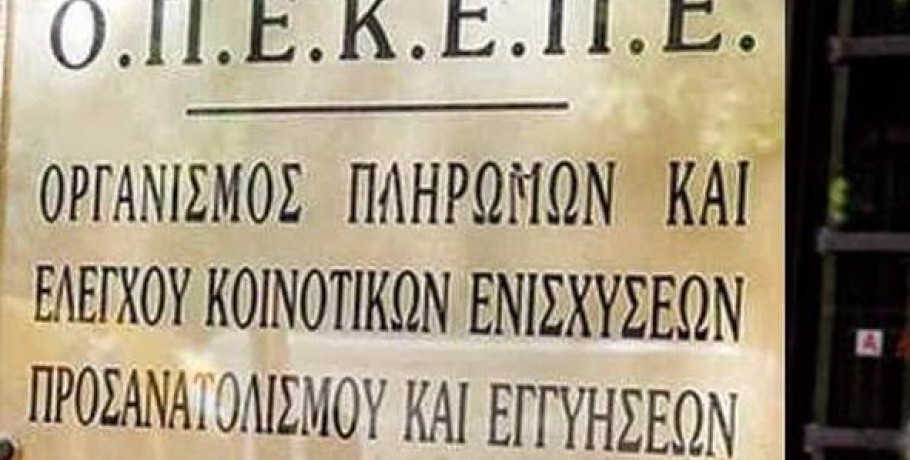 Ο.Π.Ε.Κ.Ε.Π.Ε.
ΟΡΓΑΝΙΣΜΟΣ ΠΛΗΡΩΜΩΝ ΚΑΙ
ΕΛΕΓΧΟΥ ΚΟΙΝΟΤΙΚΩΝ ΕΝΙΣΧΥΣΕΩΝ
ΠΡΟΣΑΝΑΤΟΛΙΣΜΟΥ ΚΑΙ ΕΓΓΥΗΣΕΩΝ
A